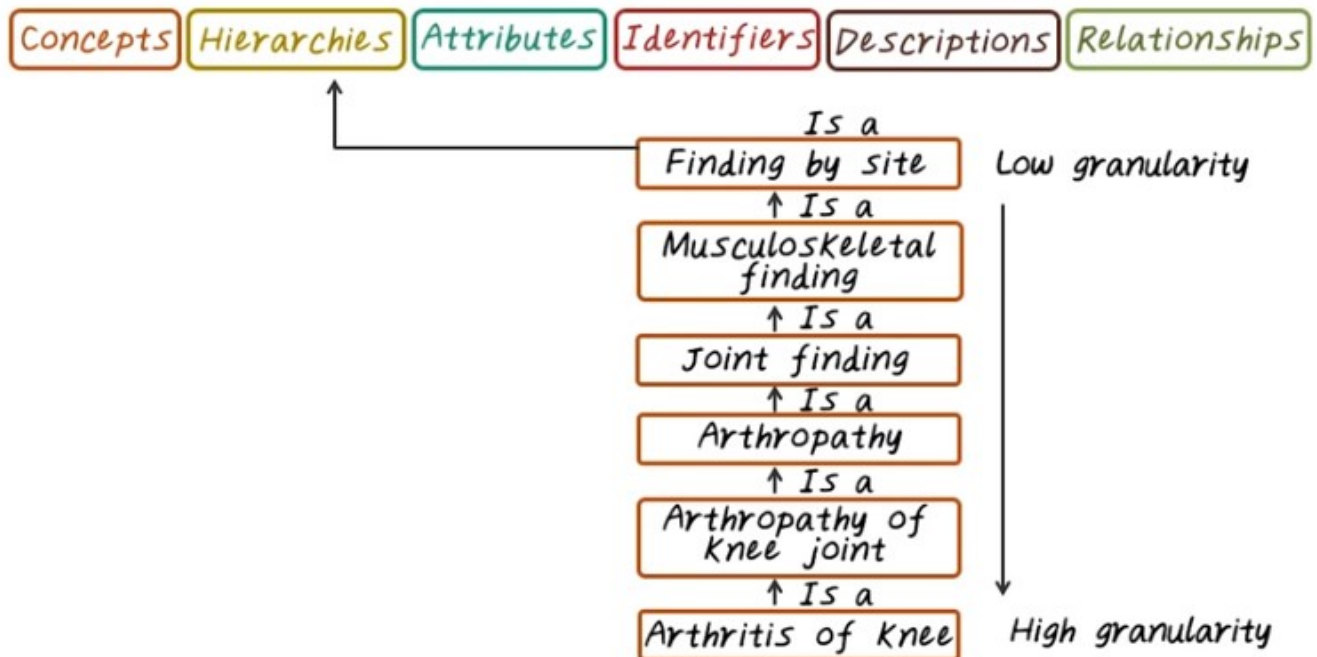 Concepts Hierarchies Attributes Identifiers Descriptions Relationships
Is a
Finding by site
Low granularity
Is a
Musculoskeletal
finding
Is a
Joint finding
Is a
Arthropathy
Is a
Arthropathy of
Knee joint
Is a
Arthritis of Knee
High granularity